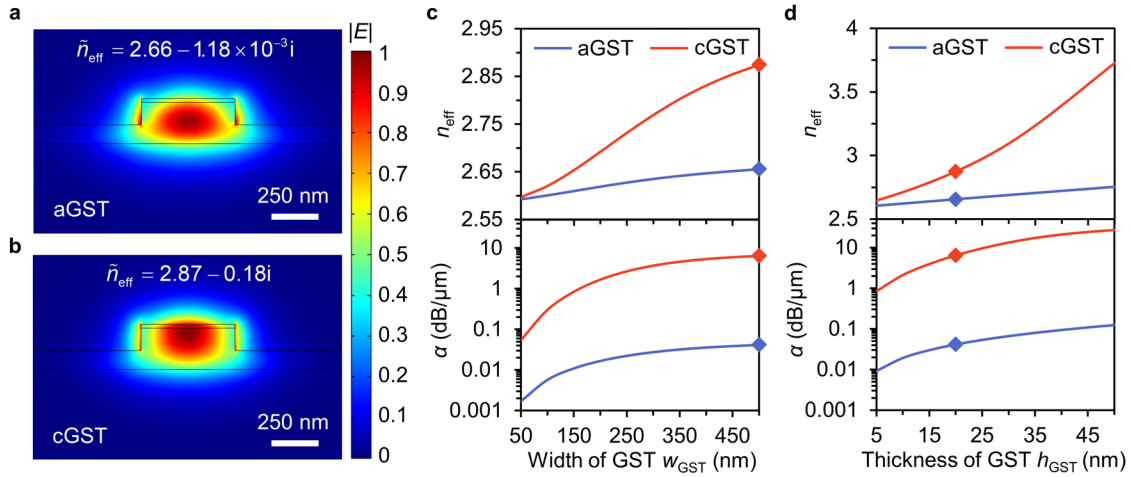 a
|E|
ñeff = 2.66 − 1.18 × 10⁻³i
aGST
250 nm
b
ñeff = 2.87 − 0.18i
cGST
250 nm
1
0.9
0.8
0.7
0.6
0.5
0.4
0.3
0.2
0.1
0
c
aGST cGST
neff
2.95
2.85
2.75
2.65
2.55
α (dB/μm)
10
1
0.1
0.01
0.001
50 150 250 350 450
Width of GST wGST (nm)
d
aGST cGST
neff
4
3.5
3
2.5
α (dB/μm)
10
1
0.1
0.01
0.001
5 15 25 35 45
Thickness of GST hGST (nm)